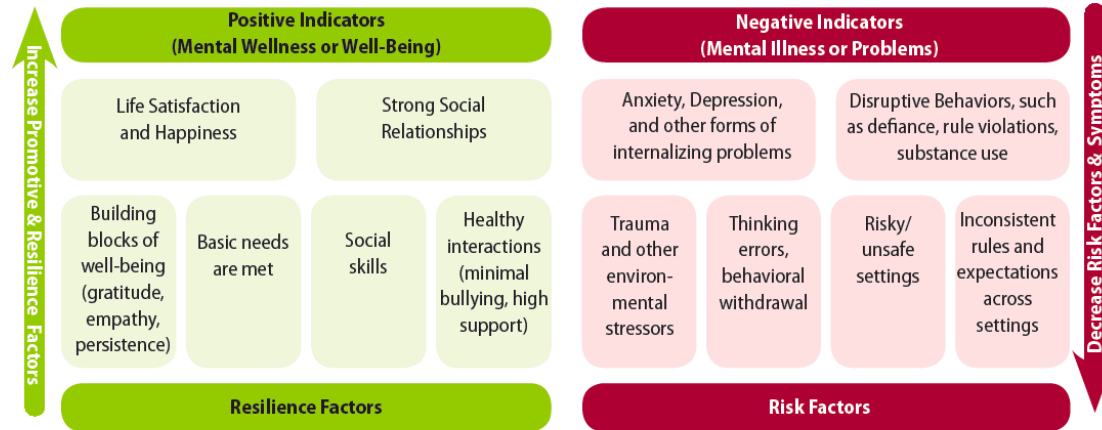 Increase Promotive & Resilience Factors
Positive Indicators
(Mental Wellness or Well-Being)
Life Satisfaction
and Happiness
Strong Social
Relationships
Building
blocks of
well-being
(gratitude,
empathy,
persistence)
Basic needs
are met
Social
skills
Healthy
interactions
(minimal
bullying, high
support)
Resilience Factors
Negative Indicators
(Mental Illness or Problems)
Anxiety, Depression,
and other forms of
internalizing problems
Disruptive Behaviors, such
as defiance, rule violations,
substance use
Trauma
and other
environ-
mental
stressors
Thinking
errors,
behavioral
withdrawal
Risky/
unsafe
settings
Inconsistent
rules and
expectations
across
settings
Risk Factors
Decrease Risk Factors & Symptoms